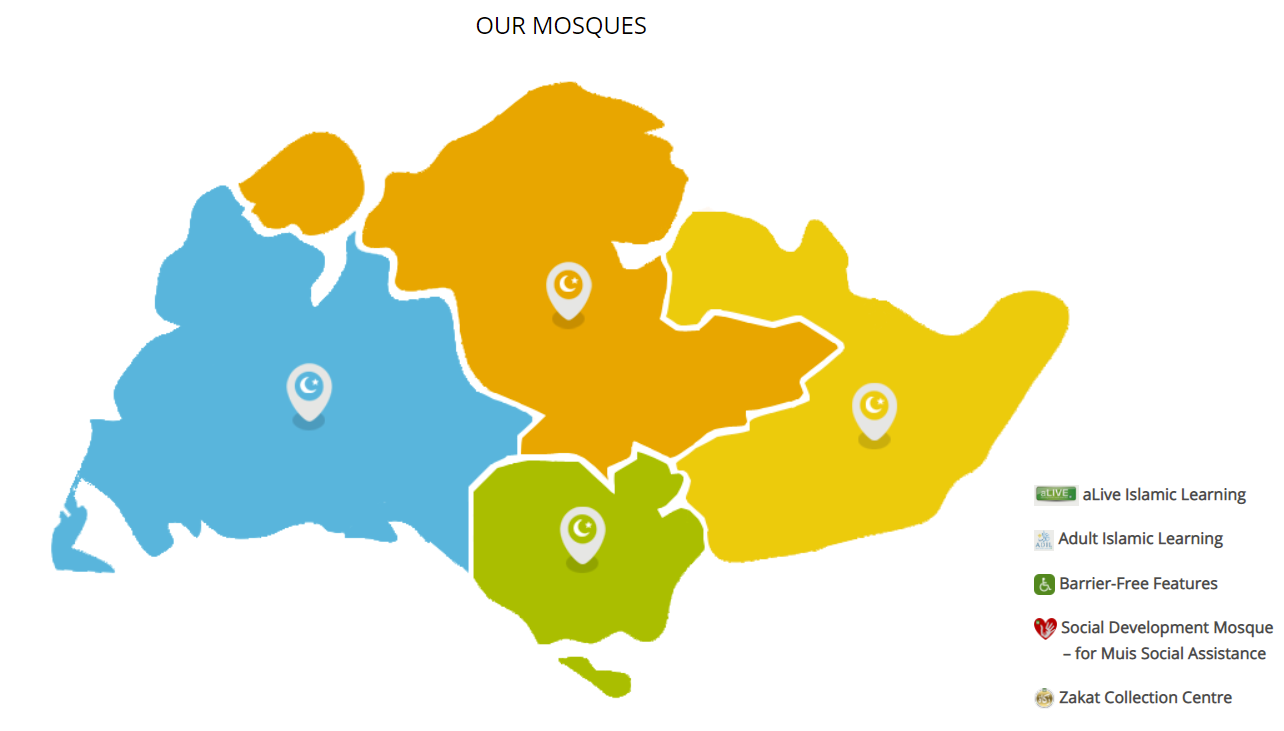 OUR MOSQUES
aLIVE. aLive Islamic Learning
ADIL Adult Islamic Learning
Barrier-Free Features
Social Development Mosque
– for Muis Social Assistance
Zakat Collection Centre